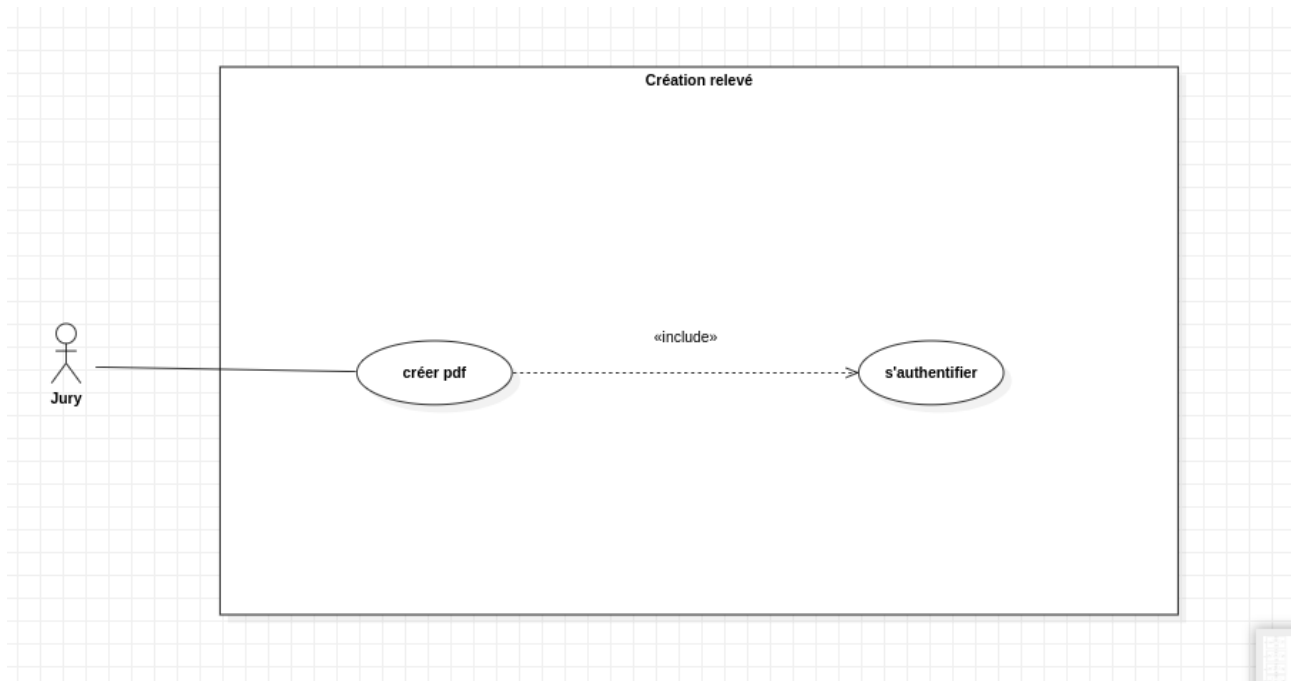 Création relevé
«include»
créer pdf
s'authentifier
Jury